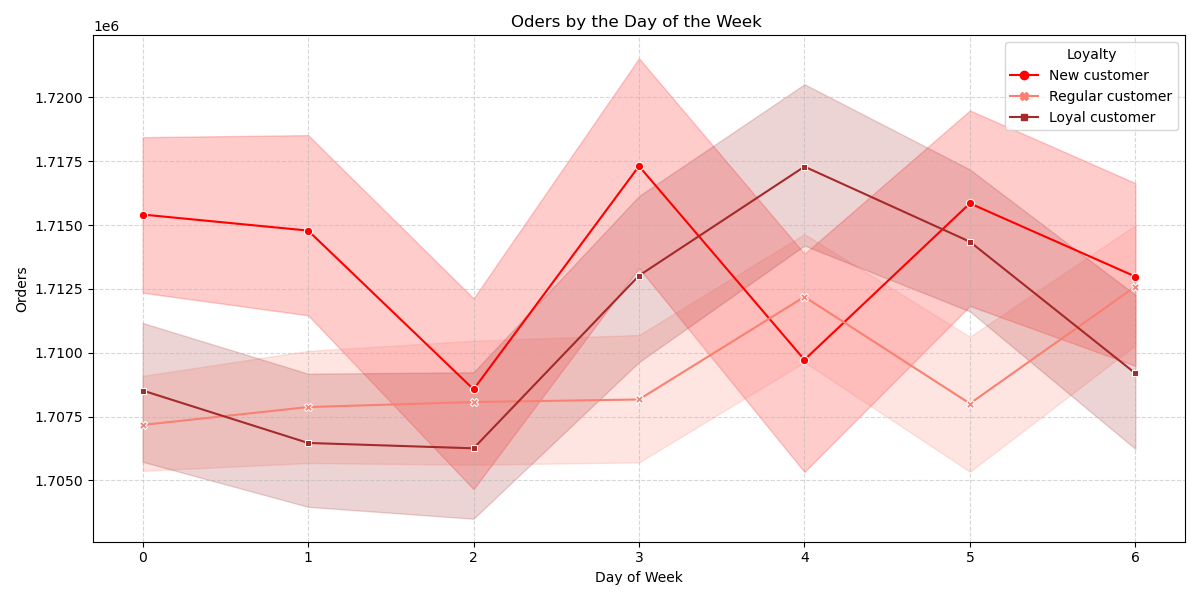 Oders by the Day of the Week
1e6
Loyalty
New customer
Regular customer
Loyal customer
1.7200
1.7175
1.7150
1.7125
1.7100
1.7075
1.7050
Orders
0 1 2 3 4 5 6
Day of Week